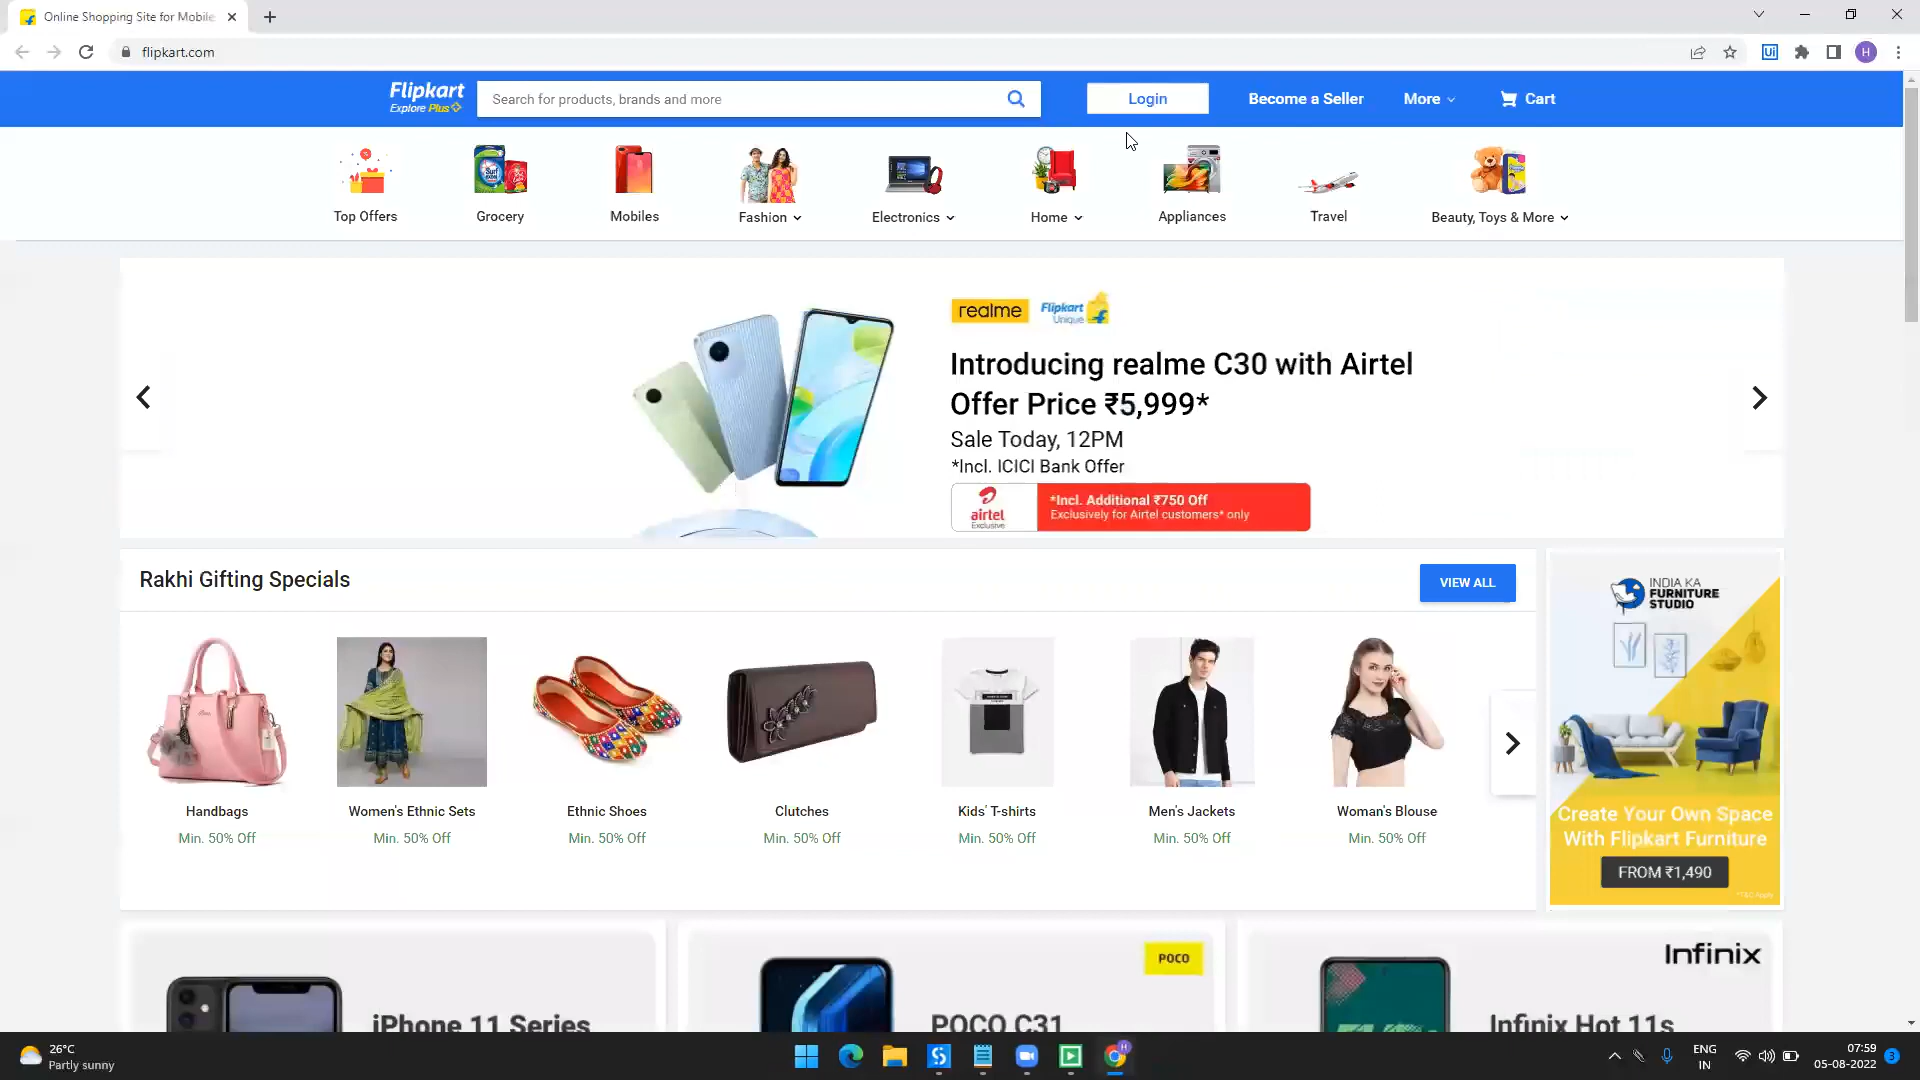 Online Shopping Site for Mobile
flipkart.com
H
Flipkart
Explore Plus
Search for products, brands and more
Login
Become a Seller
More
Cart
Top Offers
Grocery
Mobiles
Fashion
Electronics
Home
Appliances
Travel
Beauty, Toys & More
realme
Flipkart
Unique
Introducing realme C30 with Airtel
Offer Price ₹5,999*
Sale Today, 12PM
*Incl. ICICI Bank Offer
airtel
Exclusive
*Incl. Additional ₹750 Off
Exclusively for Airtel customers* only
Rakhi Gifting Specials
VIEW ALL
Handbags
Women's Ethnic Sets
Ethnic Shoes
Clutches
Kids' T-shirts
Men's Jackets
Woman's Blouse
Min. 50% Off
Min. 50% Off
Min. 50% Off
Min. 50% Off
Min. 50% Off
Min. 50% Off
Min. 50% Off
INDIA KA
FURNITURE
STUDIO
Create Your Own Space
With Flipkart Furniture
FROM ₹1,490
*T&C Apply
iPhone 11 Series
POCO
POCO C31
Infinix
Infinix Hot 11s
26°C
Partly sunny
ENG
IN
07:59
05-08-2022
3